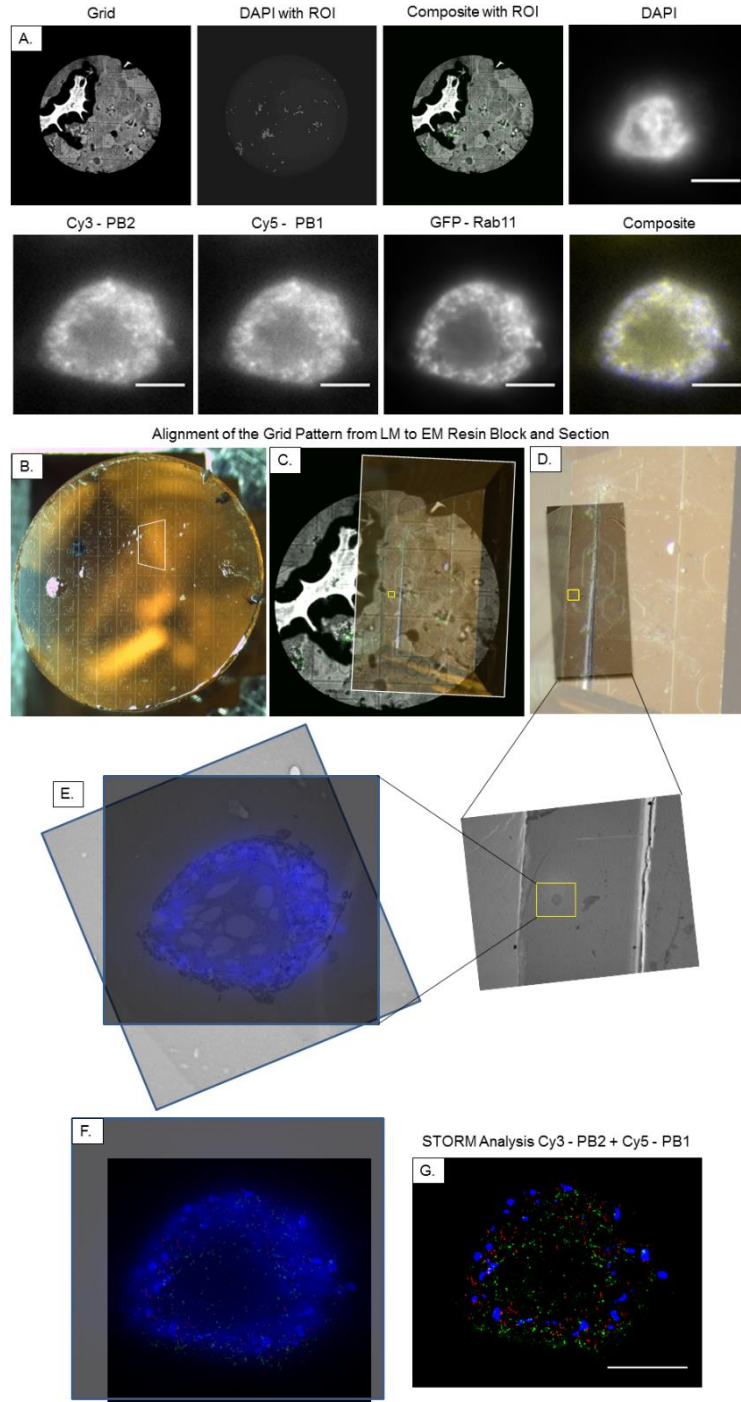 Grid DAPI with ROI Composite with ROI DAPI
A.
Cy3 - PB2 Cy5 - PB1 GFP - Rab11 Composite
Alignment of the Grid Pattern from LM to EM Resin Block and Section
B. C. D.
E.
F.
STORM Analysis Cy3 - PB2 + Cy5 - PB1
G.